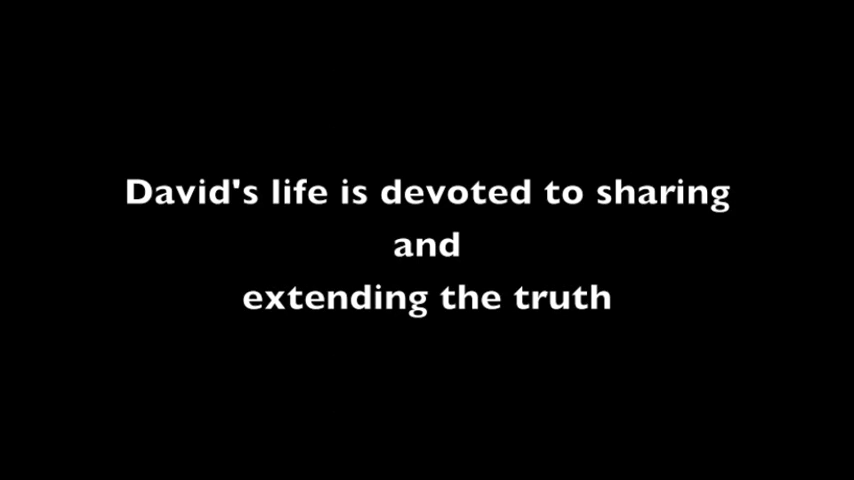 David's life is devoted to sharing
and
extending the truth